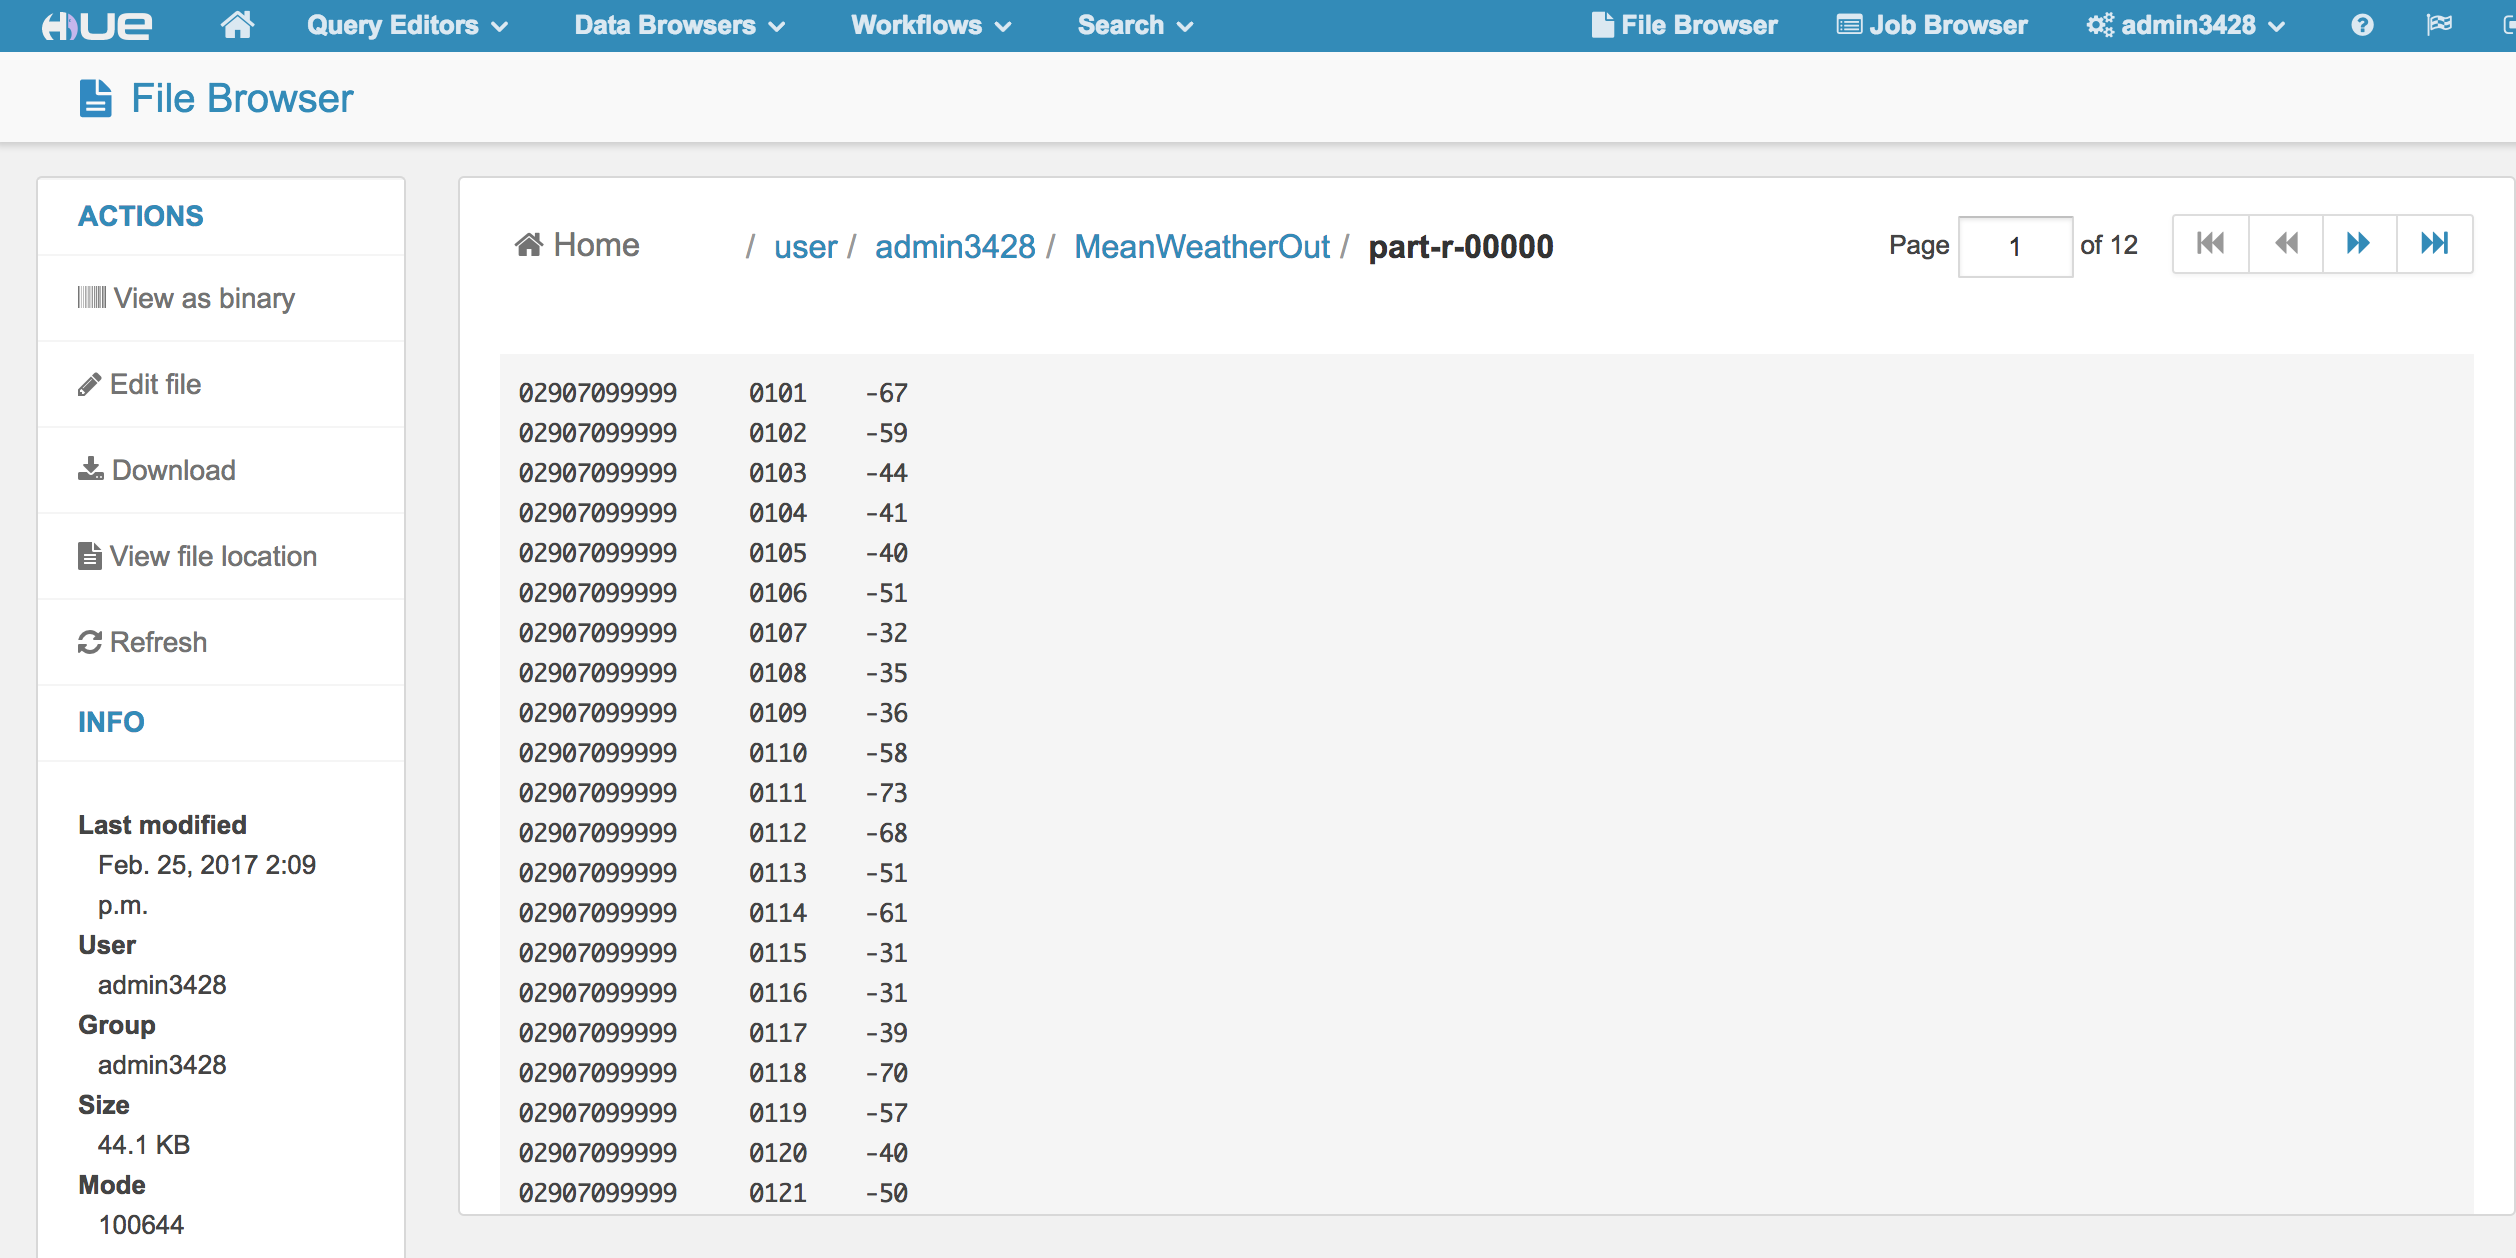 HUE Query Editors Data Browsers Workflows Search File Browser Job Browser admin3428
File Browser
ACTIONS
View as binary
Edit file
Download
View file location
Refresh
INFO
Last modified
Feb. 25, 2017 2:09
p.m.
User
admin3428
Group
admin3428
Size
44.1 KB
Mode
100644
Home / user / admin3428 / MeanWeatherOut / part-r-00000
Page 1 of 12
02907099999 0101 -67
02907099999 0102 -59
02907099999 0103 -44
02907099999 0104 -41
02907099999 0105 -40
02907099999 0106 -51
02907099999 0107 -32
02907099999 0108 -35
02907099999 0109 -36
02907099999 0110 -58
02907099999 0111 -73
02907099999 0112 -68
02907099999 0113 -51
02907099999 0114 -61
02907099999 0115 -31
02907099999 0116 -31
02907099999 0117 -39
02907099999 0118 -70
02907099999 0119 -57
02907099999 0120 -40
02907099999 0121 -50